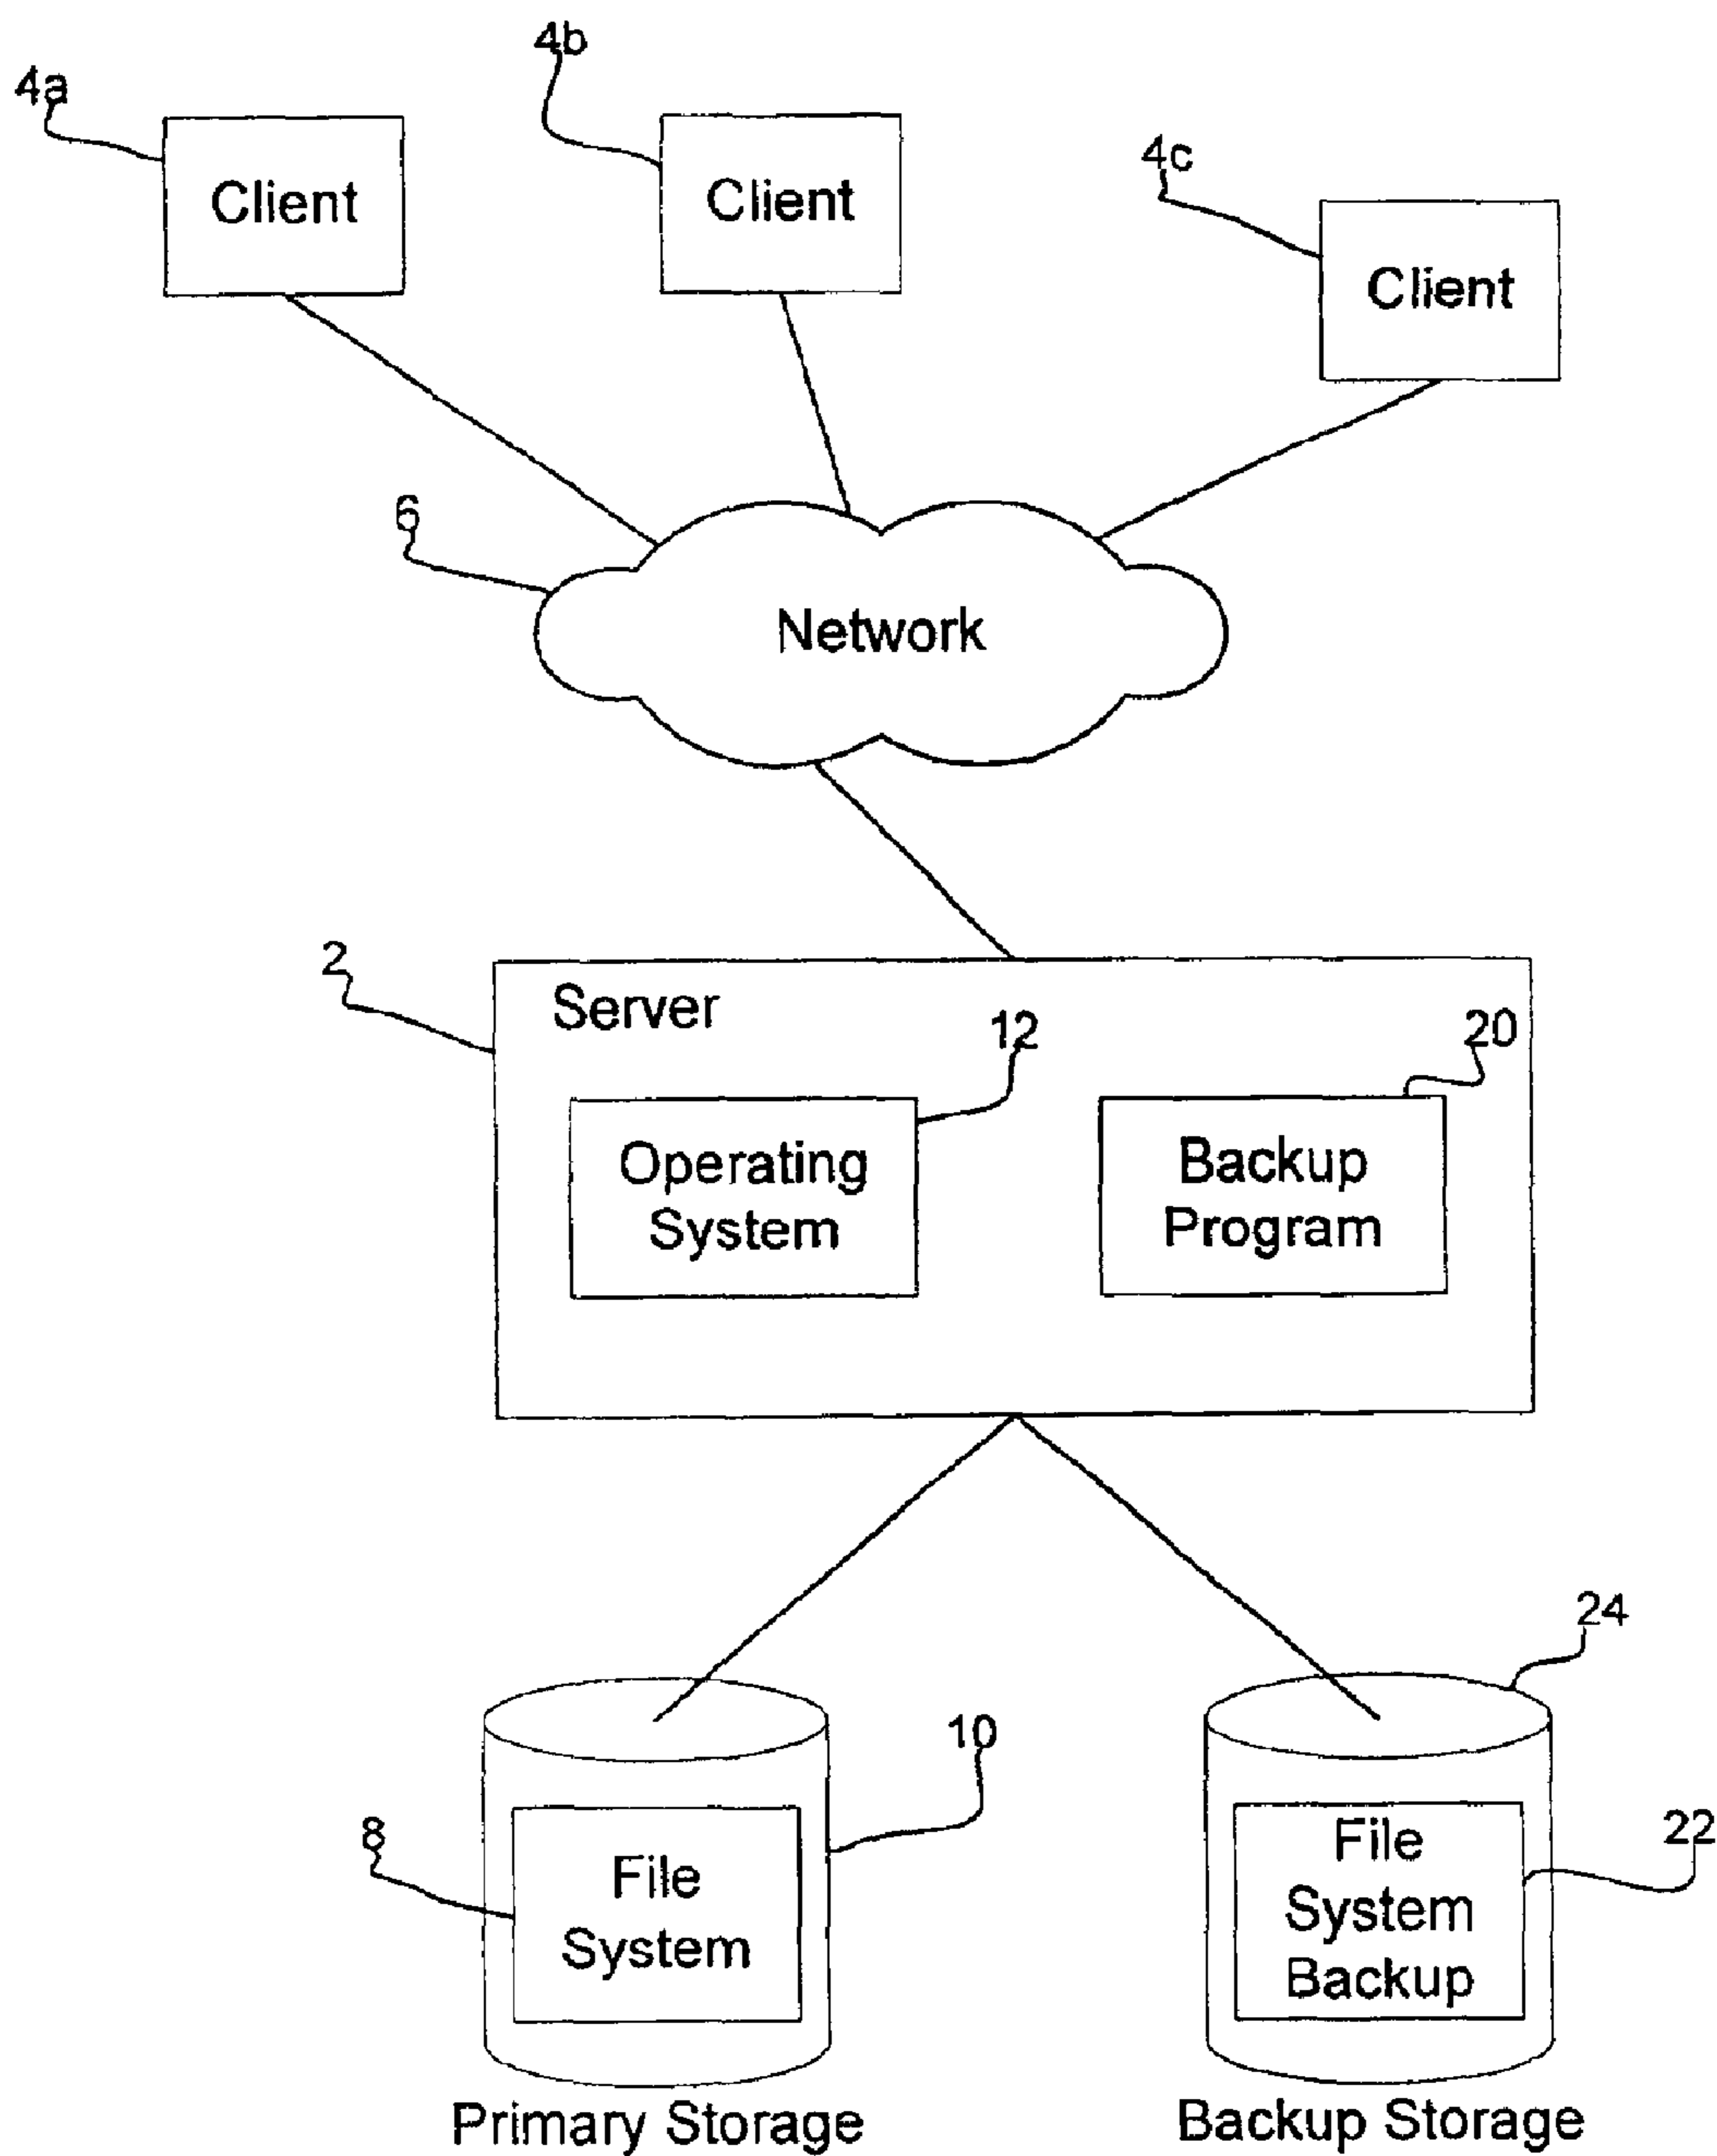 4b
4a
Client
Client
4c
Client
6
Network
2
Server
12
20
Operating
System
Backup
Program
24
10
8
File
System
File
System
Backup
22
Primary Storage
Backup Storage